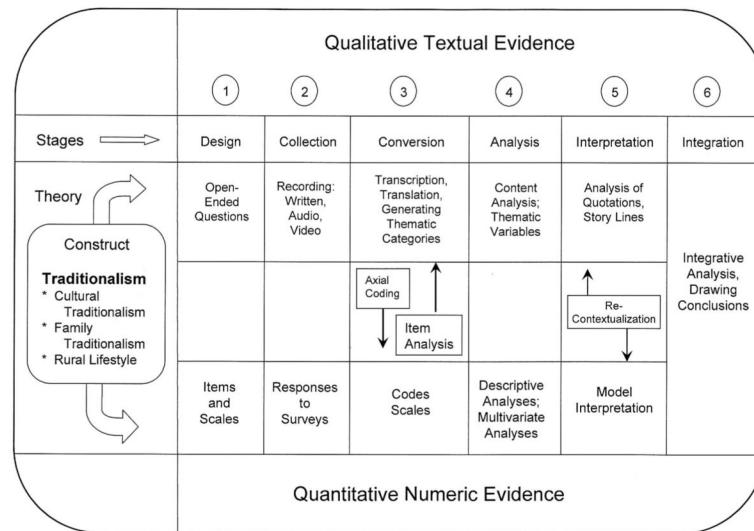 Qualitative Textual Evidence
1 2 3 4 5 6
Stages Design Collection Conversion Analysis Interpretation Integration
Theory
Construct
Traditionalism
* Cultural
Traditionalism
* Family
Traditionalism
* Rural Lifestyle
Open-
Ended
Questions
Recording:
Written,
Audio,
Video
Transcription,
Translation,
Generating
Thematic
Categories
Content
Analysis;
Thematic
Variables
Analysis of
Quotations,
Story Lines
Axial
Coding
Item
Analysis
Re-
Contextualization
Integrative
Analysis,
Drawing
Conclusions
Items
and
Scales
Responses
to
Surveys
Codes
Scales
Descriptive
Analyses;
Multivariate
Analyses
Model
Interpretation
Quantitative Numeric Evidence